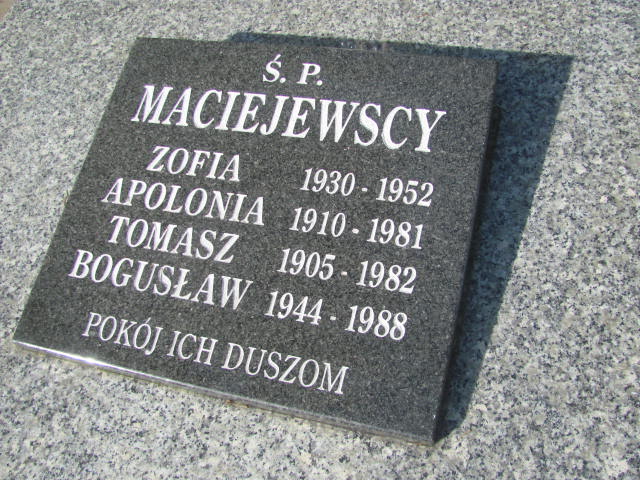 Ś. P.
MACIEJEWSCY
ZOFIA 1930 - 1952
APOLONIA 1910 - 1981
TOMASZ 1905 - 1982
BOGUSŁAW 1944 - 1988
POKÓJ ICH DUSZOM